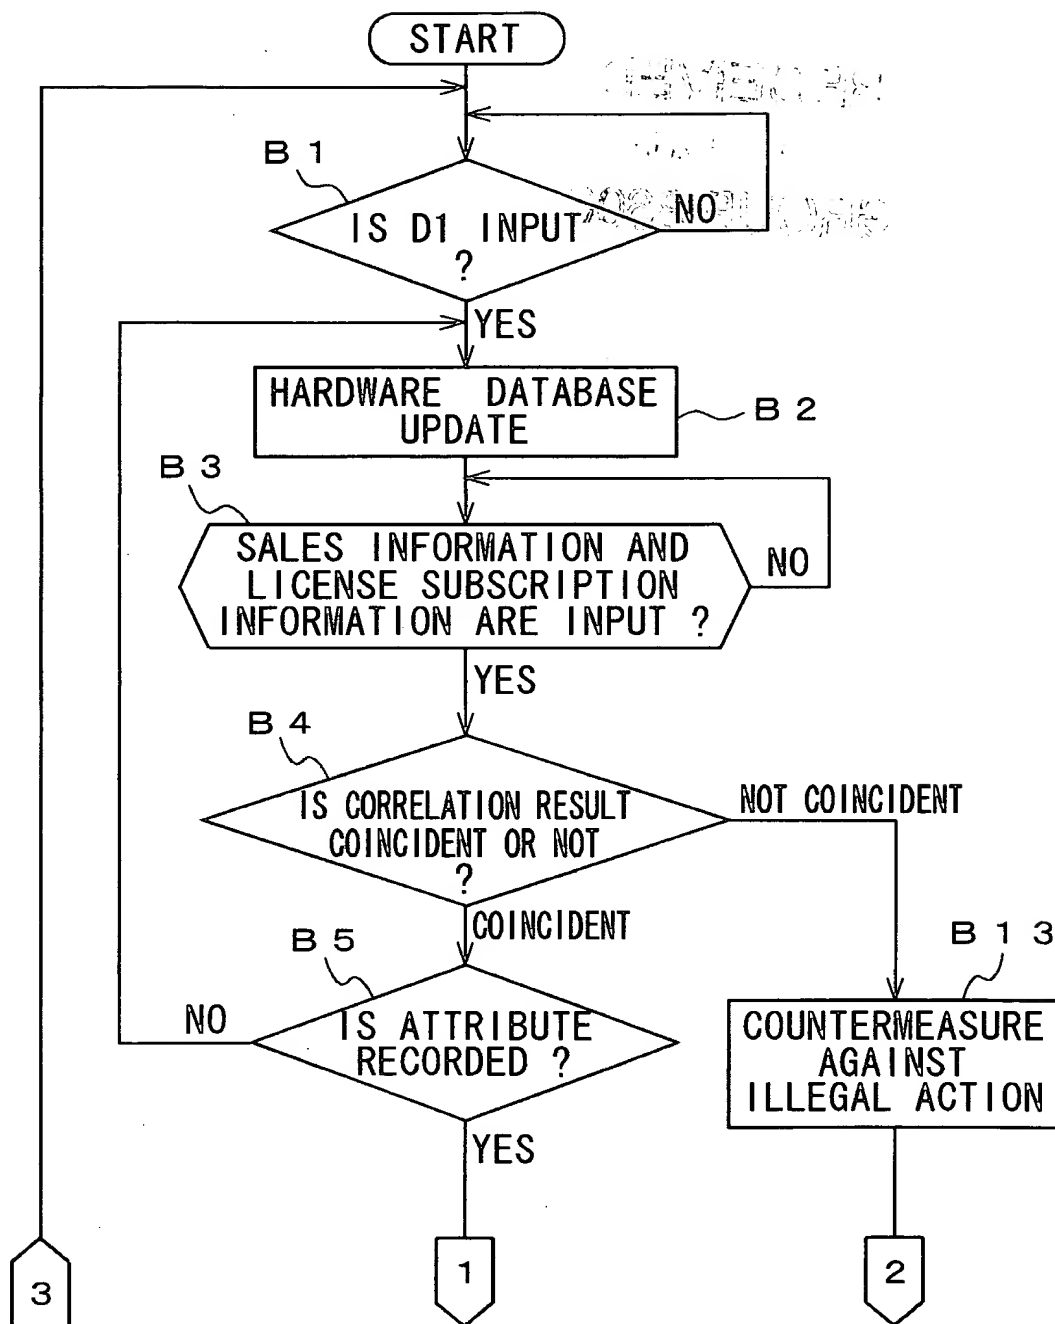 START
B 1
IS D1 INPUT
?
NO
YES
HARDWARE DATABASE
UPDATE
B 2
B 3
SALES INFORMATION AND
LICENSE SUBSCRIPTION
INFORMATION ARE INPUT ?
NO
YES
B 4
IS CORRELATION RESULT
COINCIDENT OR NOT
?
NOT COINCIDENT
COINCIDENT
B 5
IS ATTRIBUTE
RECORDED ?
NO
YES
B 1 3
COUNTERMEASURE
AGAINST
ILLEGAL ACTION
3
1
2